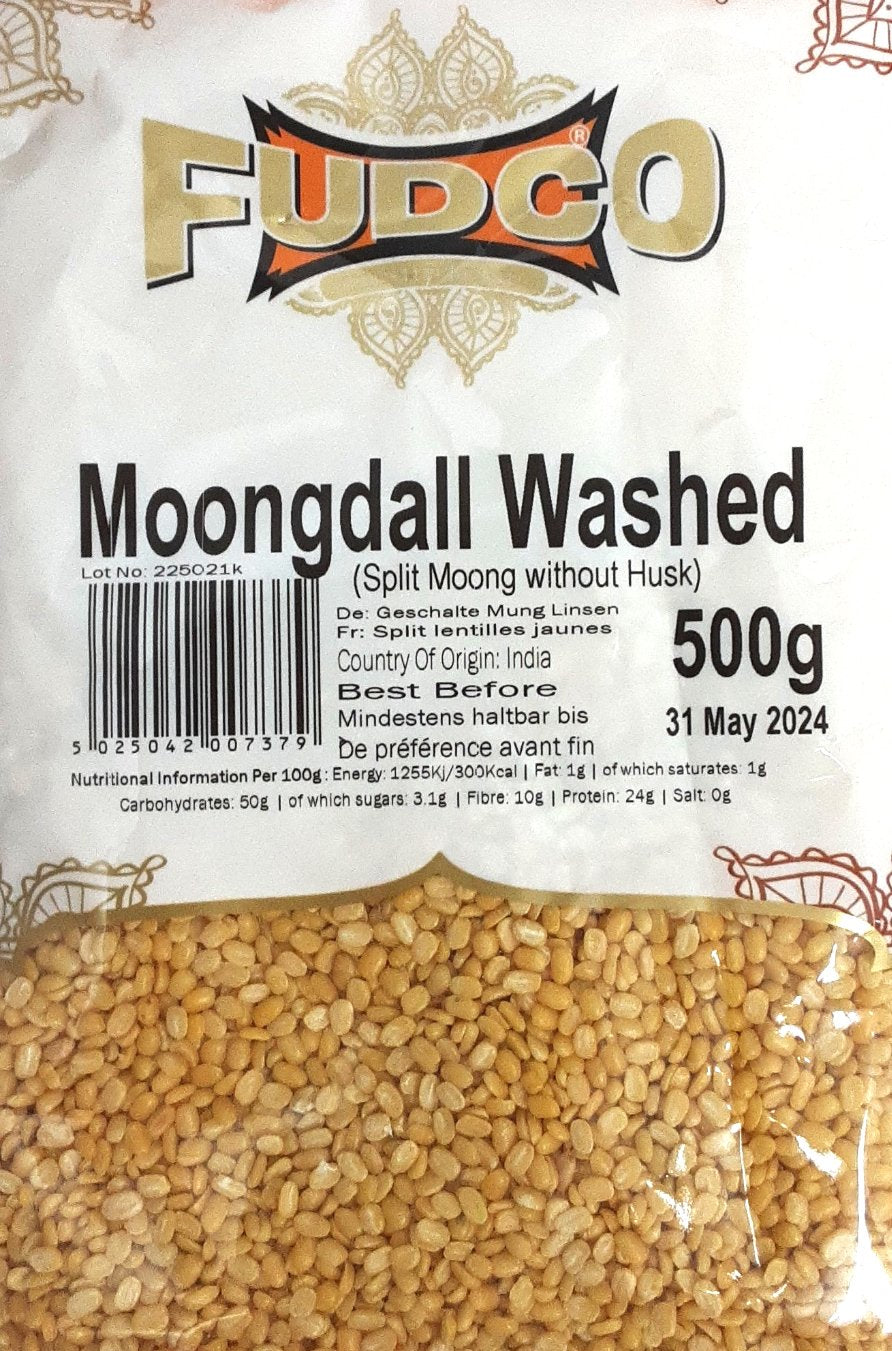 FUDCO®
Moongdall Washed
Lot No: 225021k
(Split Moong without Husk)
De: Geschalte Mung Linsen
Fr: Split lentilles jaunes
500g
Country Of Origin: India
Best Before
Mindestens haltbar bis
31 May 2024
De préférence avant fin
5 025042 007379
Nutritional Information Per 100g: Energy: 1255Kj/300Kcal | Fat: 1g | of which saturates: 1g
Carbohydrates: 50g | of which sugars: 3.1g | Fibre: 10g | Protein: 24g | Salt: 0g